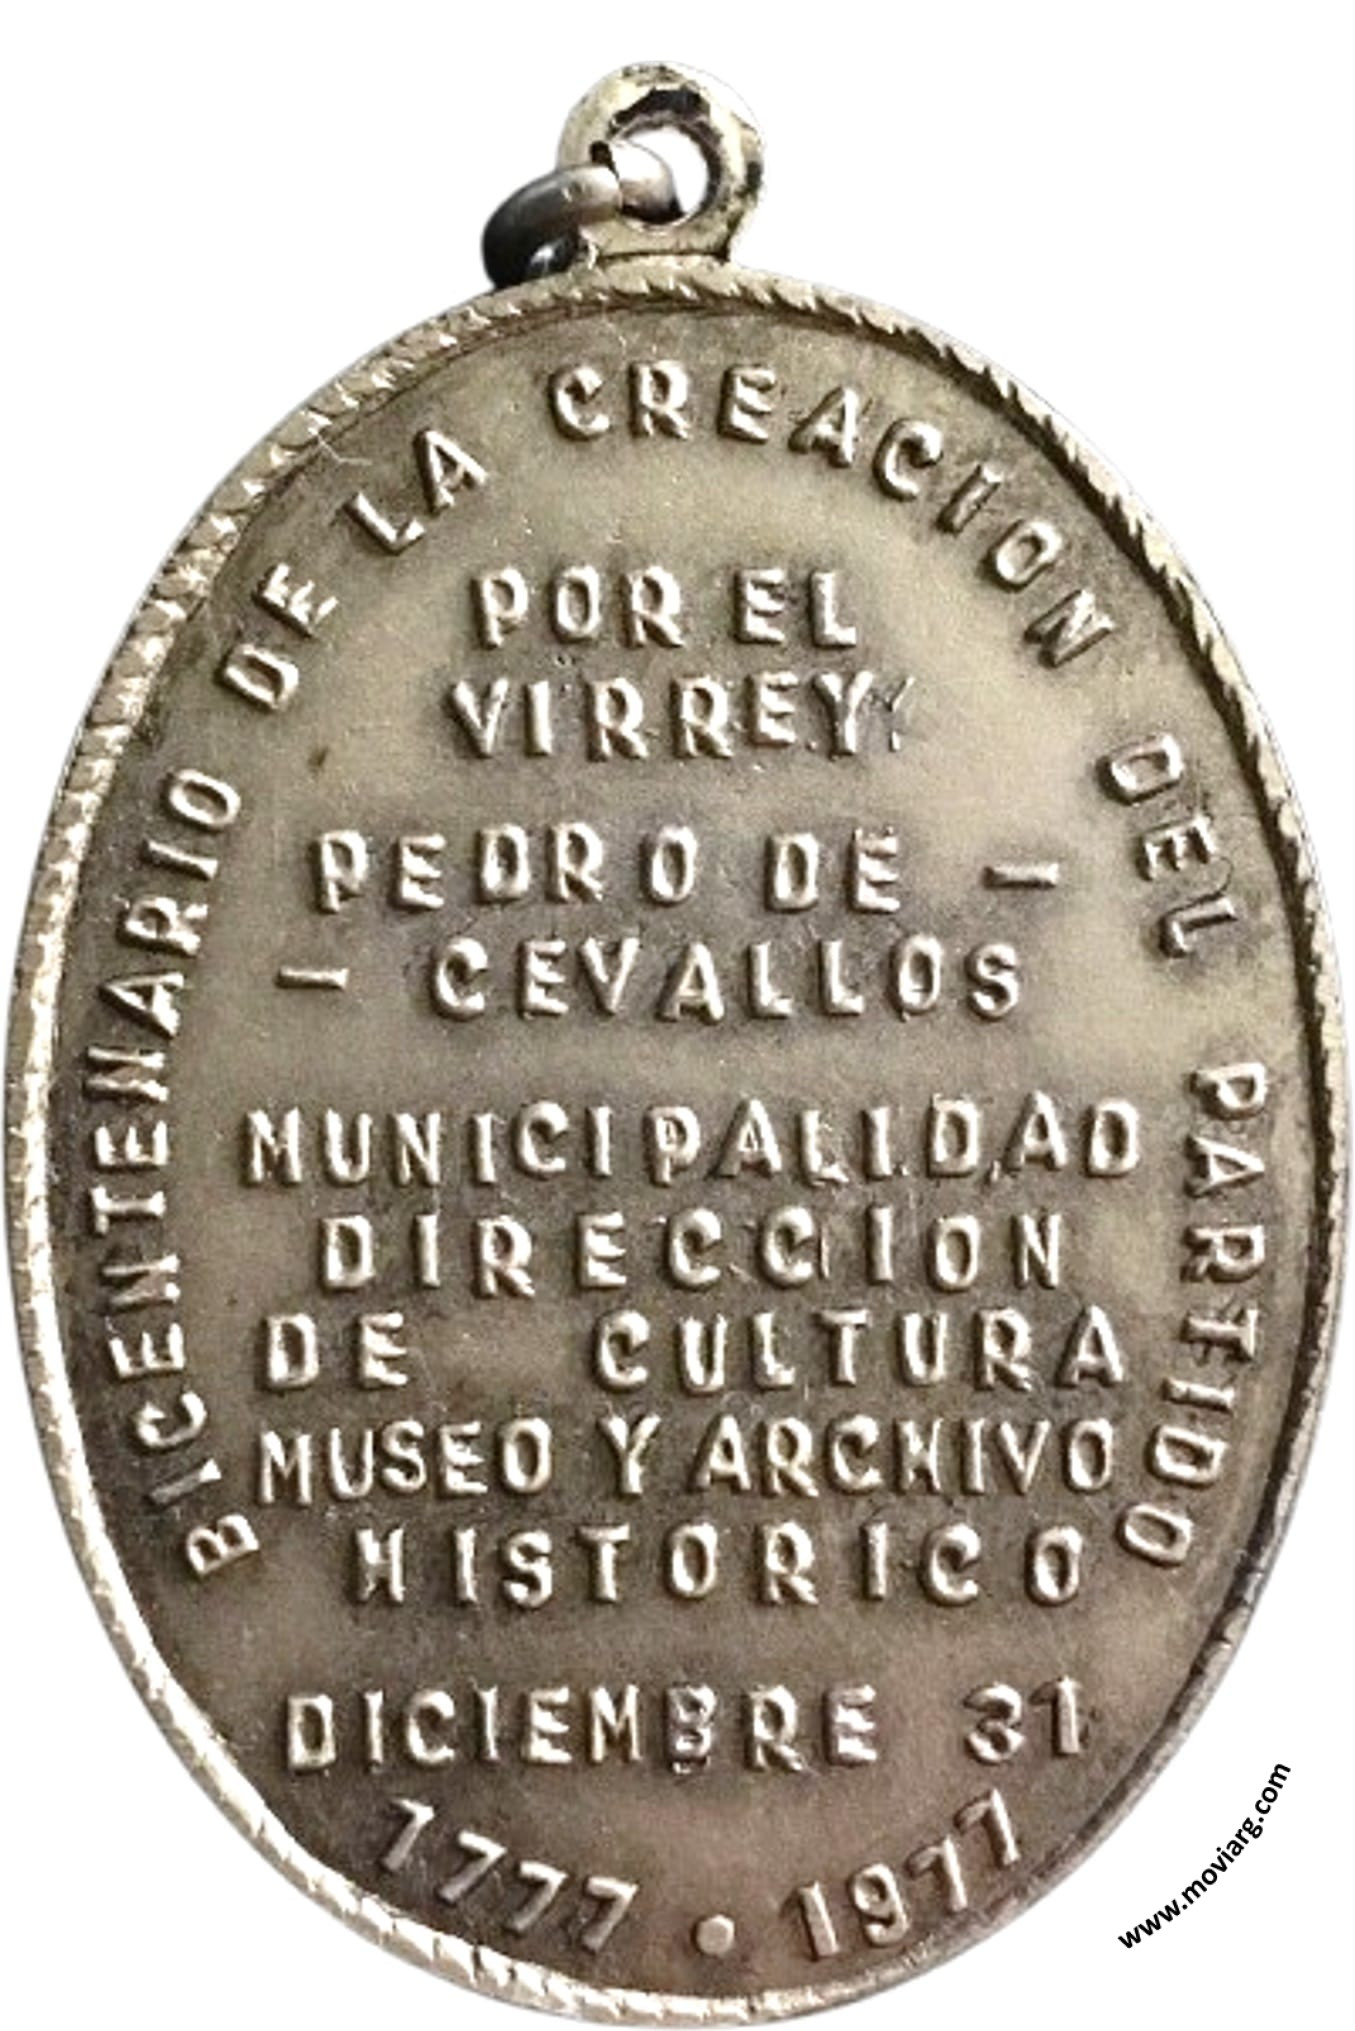 BICENTENARIO DE LA CREACION DEL PARTIDO
POR EL
VIRREY
PEDRO DE -
- CEVALLOS
MUNICIPALIDAD
DIRECCION
DE CULTURA
MUSEO Y ARCHIVO
HISTORICO
DICIEMBRE 31
1777 • 1977
www.moviarg.com